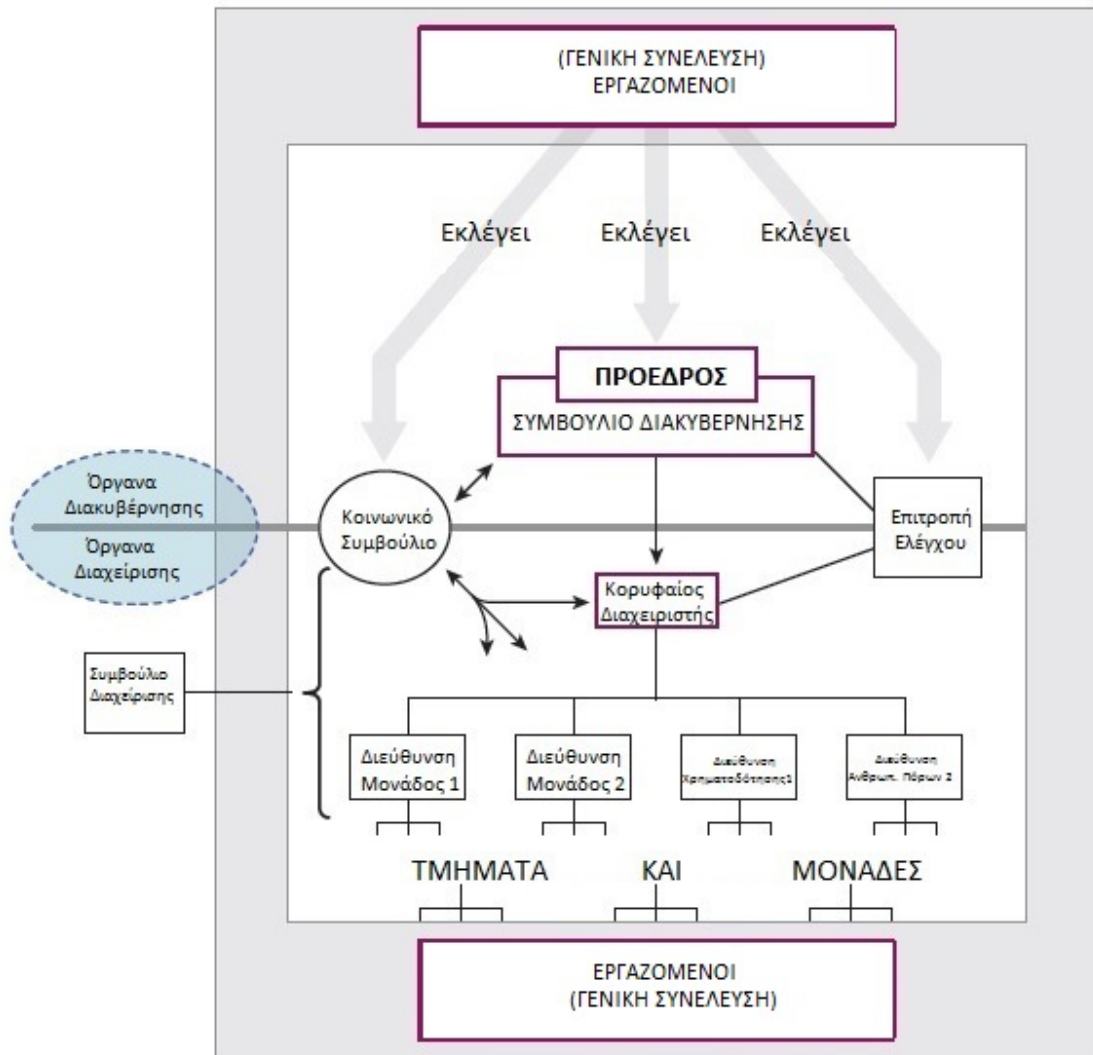 (ΓΕΝΙΚΗ ΣΥΝΕΛΕΥΣΗ)
ΕΡΓΑΖΟΜΕΝΟΙ
Εκλέγει
Εκλέγει
Εκλέγει
ΠΡΟΕΔΡΟΣ
ΣΥΜΒΟΥΛΙΟ ΔΙΑΚΥΒΕΡΝΗΣΗΣ
Όργανα
Διακυβέρνησης
Όργανα
Διαχείρισης
Κοινωνικό
Συμβούλιο
Επιτροπή
Ελέγχου
Κορυφαίος
Διαχειριστής
Συμβούλιο
Διαχείρισης
Διεύθυνση
Μονάδος 1
Διεύθυνση
Μονάδος 2
Διεύθυνση
Χρηματοδότησης1
Διεύθυνση
Ανθρωπ. Πόρων 2
ΤΜΗΜΑΤΑ ΚΑΙ ΜΟΝΑΔΕΣ
ΕΡΓΑΖΟΜΕΝΟΙ
(ΓΕΝΙΚΗ ΣΥΝΕΛΕΥΣΗ)